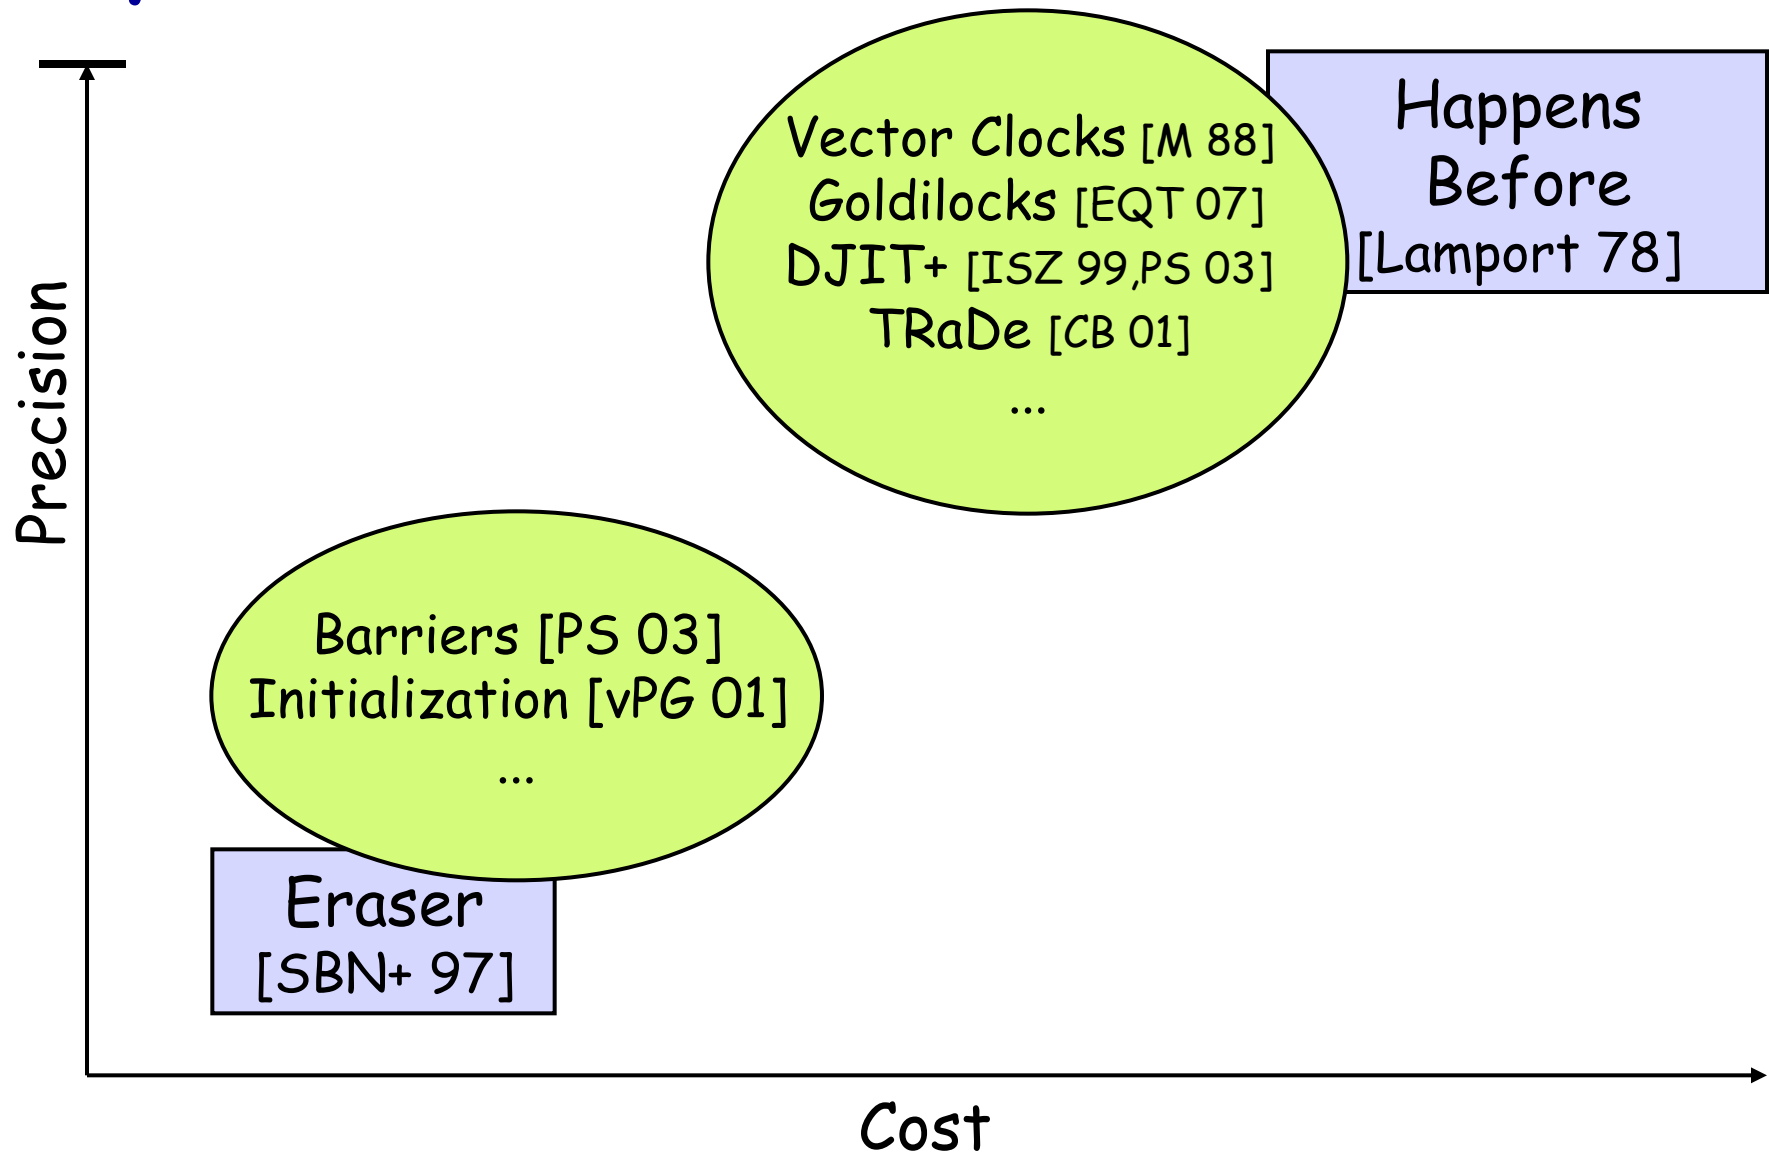 Precision
Vector Clocks [M 88]
Goldilocks [EQT 07]
DJIT+ [ISZ 99,PS 03]
TRaDe [CB 01]
...
Happens
Before
[Lamport 78]
Barriers [PS 03]
Initialization [vPG 01]
...
Eraser
[SBN+ 97]
Cost